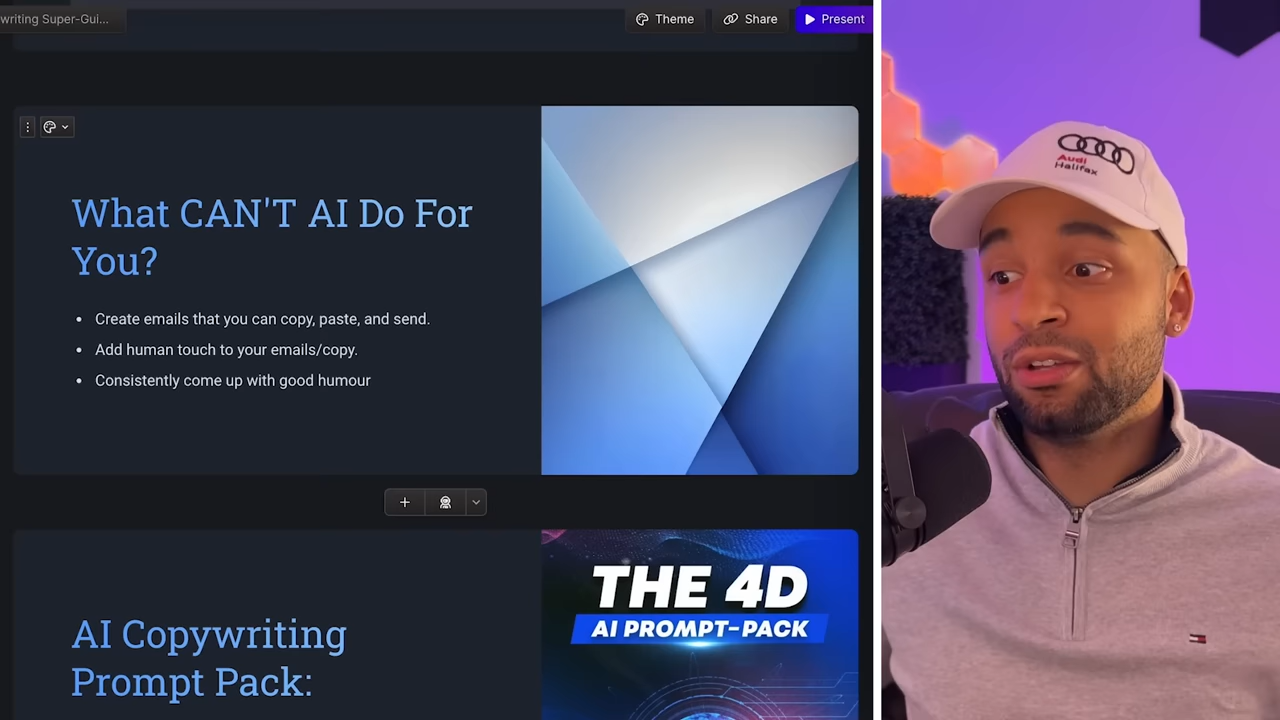 writing Super-Gui...
Theme
Share
Present
What CAN'T AI Do For
You?
• Create emails that you can copy, paste, and send.
• Add human touch to your emails/copy.
• Consistently come up with good humour
AI Copywriting
Prompt Pack:
THE 4D
AI PROMPT-PACK
Audi
Halifax